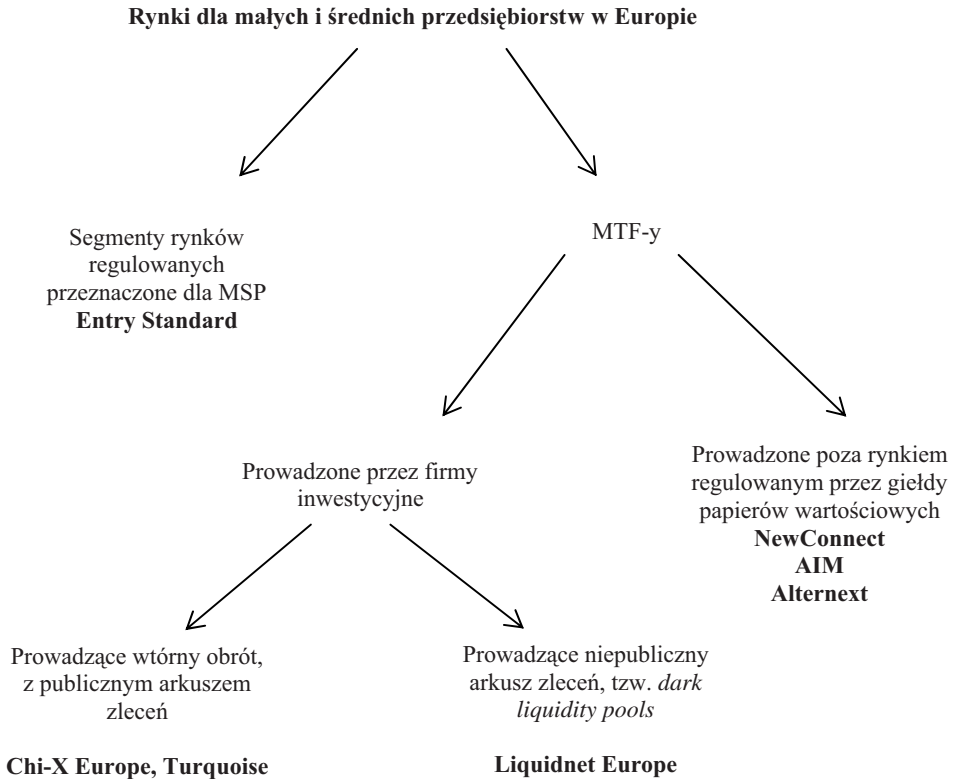 Rynki dla małych i średnich przedsiębiorstw w Europie
Segmenty rynków
regulowanych
przeznaczone dla MSP
Entry Standard
MTF-y
Prowadzone przez firmy
inwestycyjne
Prowadzone poza rynkiem
regulowanym przez giełdy
papierów wartościowych
NewConnect
AIM
Alternext
Prowadzące wtórny obrót,
z publicznym arkuszem
zleceń
Chi-X Europe, Turquoise
Prowadzące niepubliczny
arkusz zleceń, tzw. dark
liquidity pools
Liquidnet Europe